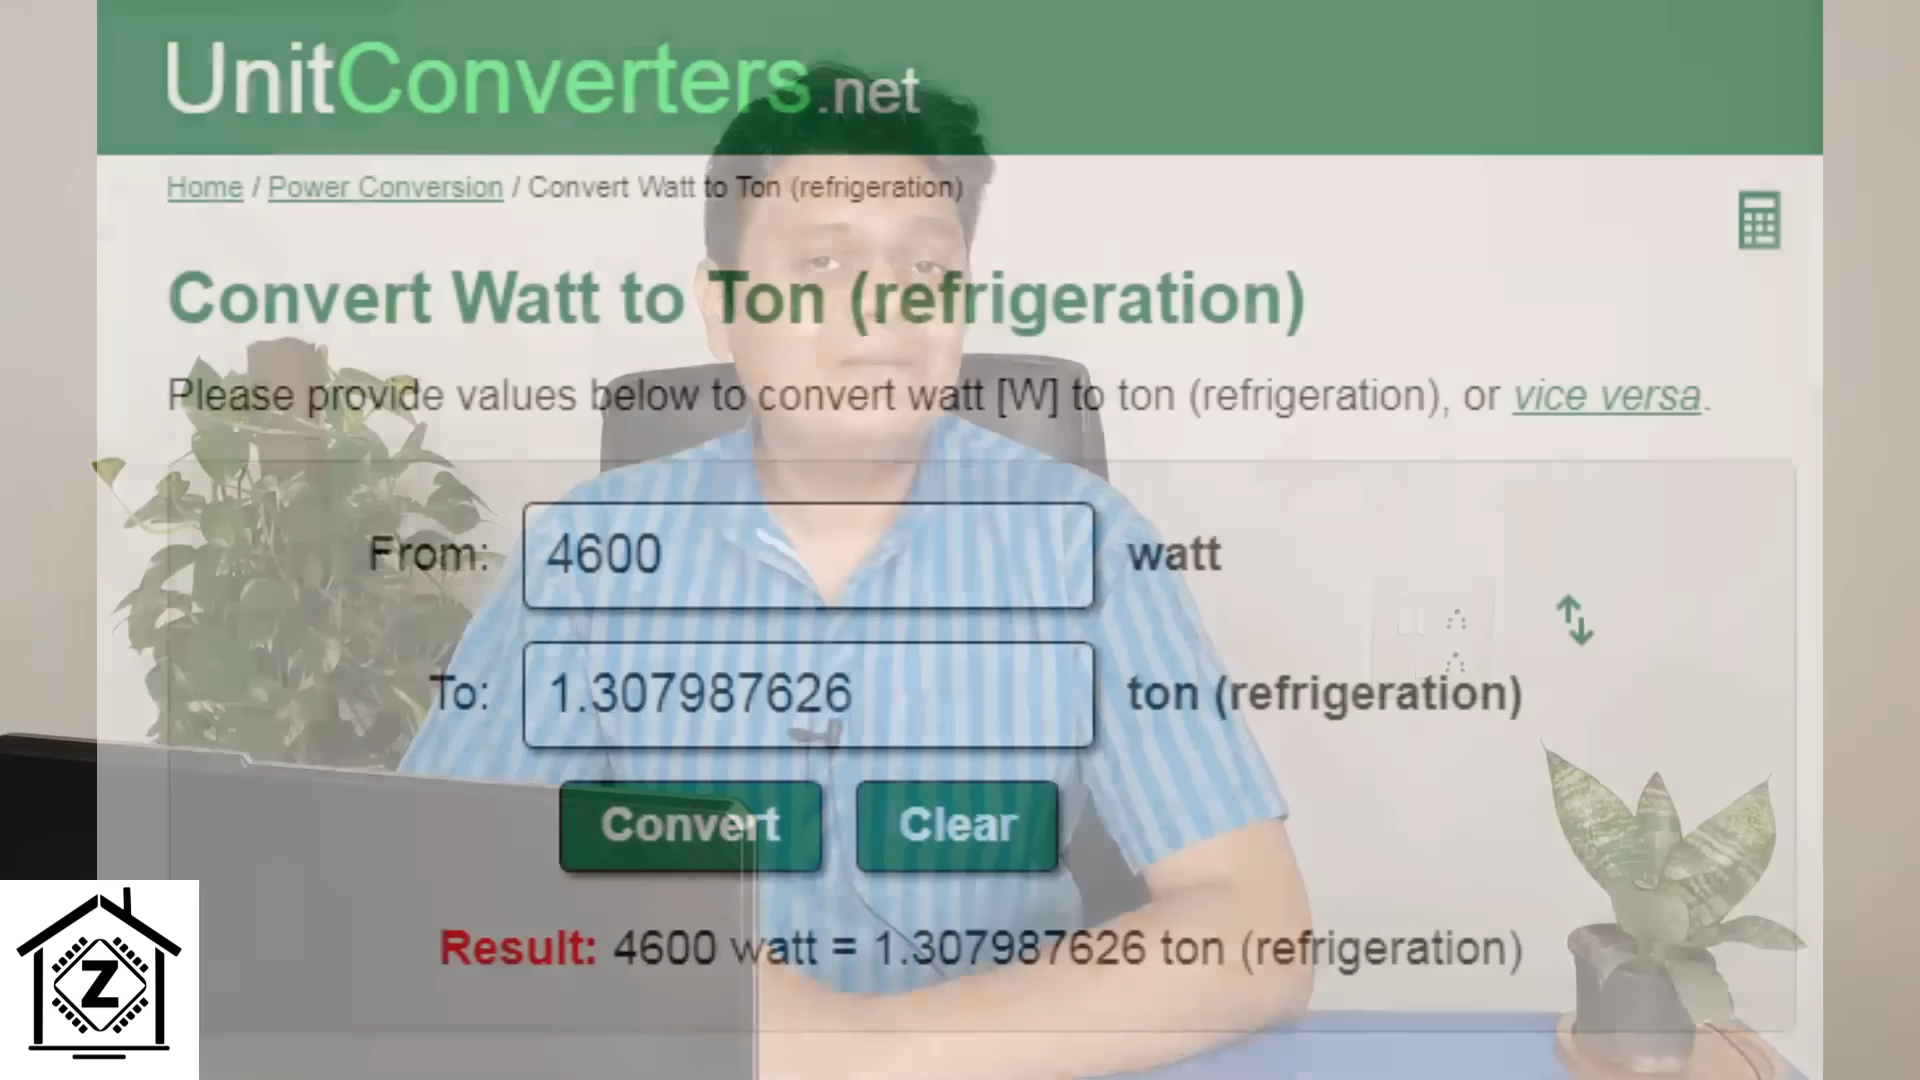 UnitConverters.net
Home / Power Conversion / Convert Watt to Ton (refrigeration)
Convert Watt to Ton (refrigeration)
Please provide values below to convert watt [W] to ton (refrigeration), or vice versa.
From: 4600 watt
To: 1.307987626 ton (refrigeration)
Convert Clear
Result: 4600 watt = 1.307987626 ton (refrigeration)
Z